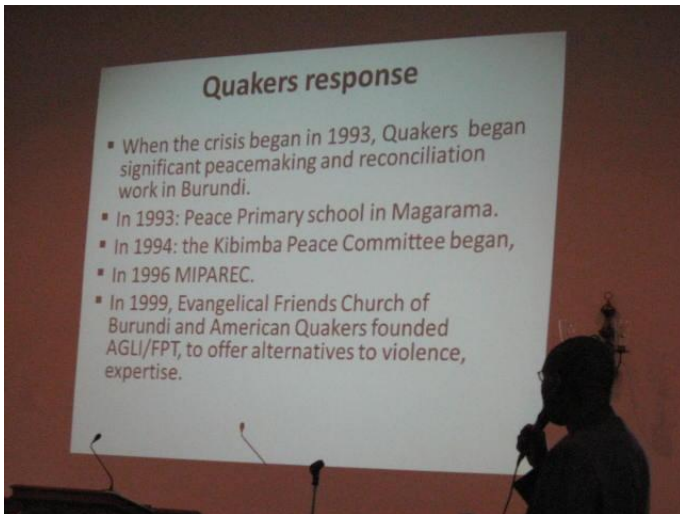 Quakers response
▪ When the crisis began in 1993, Quakers began
significant peacemaking and reconciliation
work in Burundi.
▪ In 1993: Peace Primary school in Magarama.
▪ In 1994: the Kibimba Peace Committee began,
▪ In 1996 MIPAREC.
▪ In 1999, Evangelical Friends Church of
Burundi and American Quakers founded
AGLI/FPT, to offer alternatives to violence,
expertise.